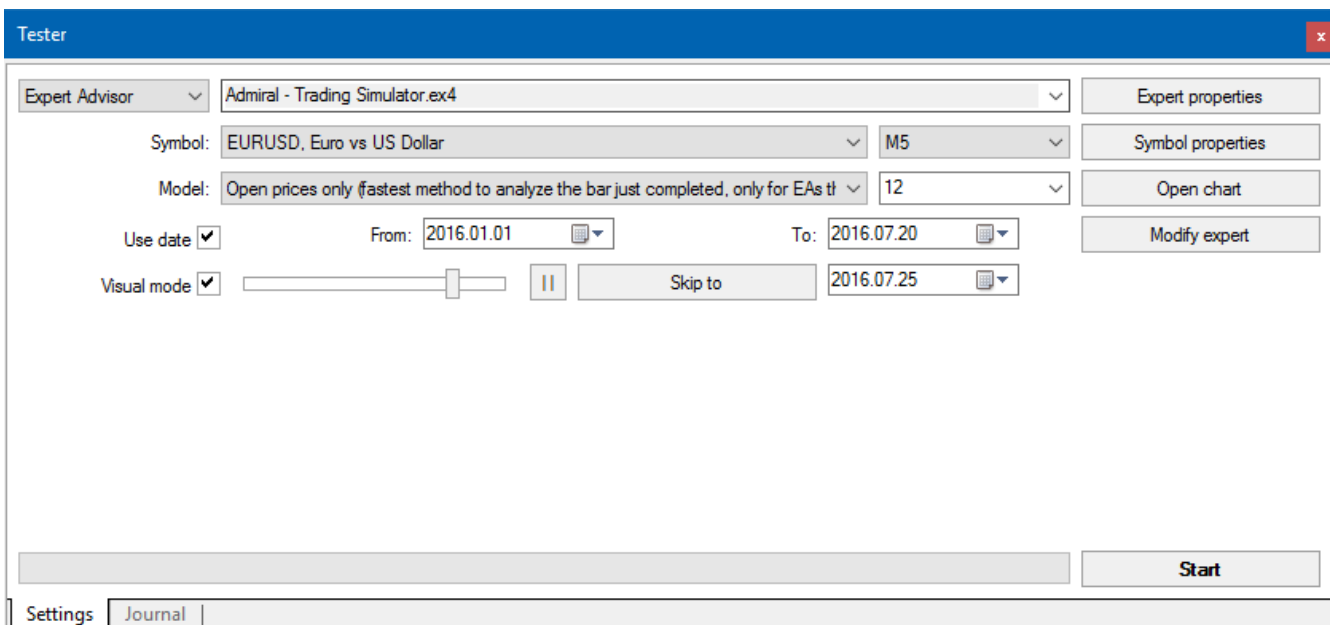 Tester
x
Expert Advisor Admiral - Trading Simulator.ex4 Expert properties
Symbol: EURUSD, Euro vs US Dollar M5 Symbol properties
Model: Open prices only (fastest method to analyze the bar just completed, only for EAs th 12 Open chart
Use date From: 2016.01.01 To: 2016.07.20 Modify expert
Visual mode Skip to 2016.07.25
Start
Settings Journal